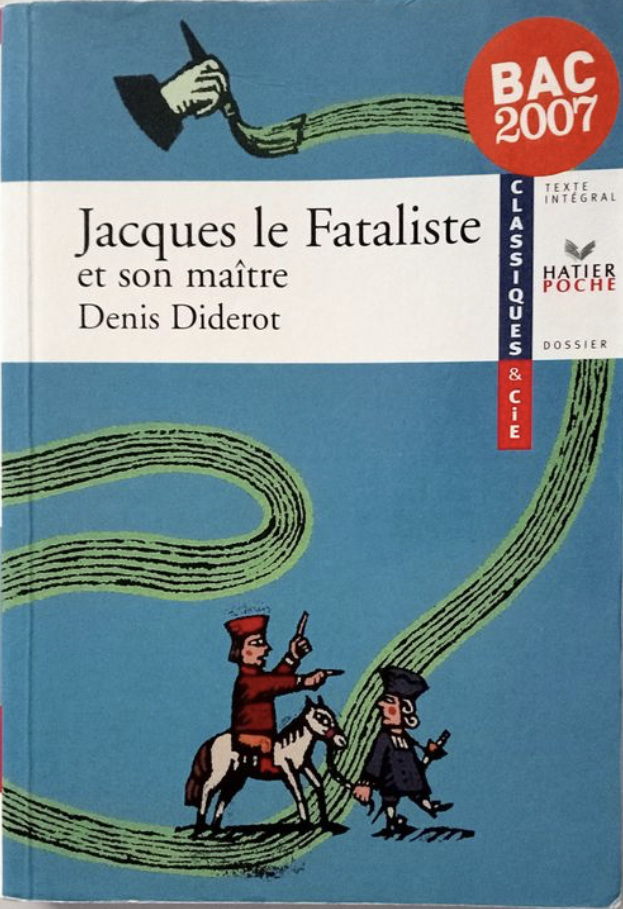 BAC
2007
Jacques le Fataliste
et son maître
Denis Diderot
CLASSIQUES
& CiE
TEXTE
INTÉGRAL
HATIER
POCHE
DOSSIER